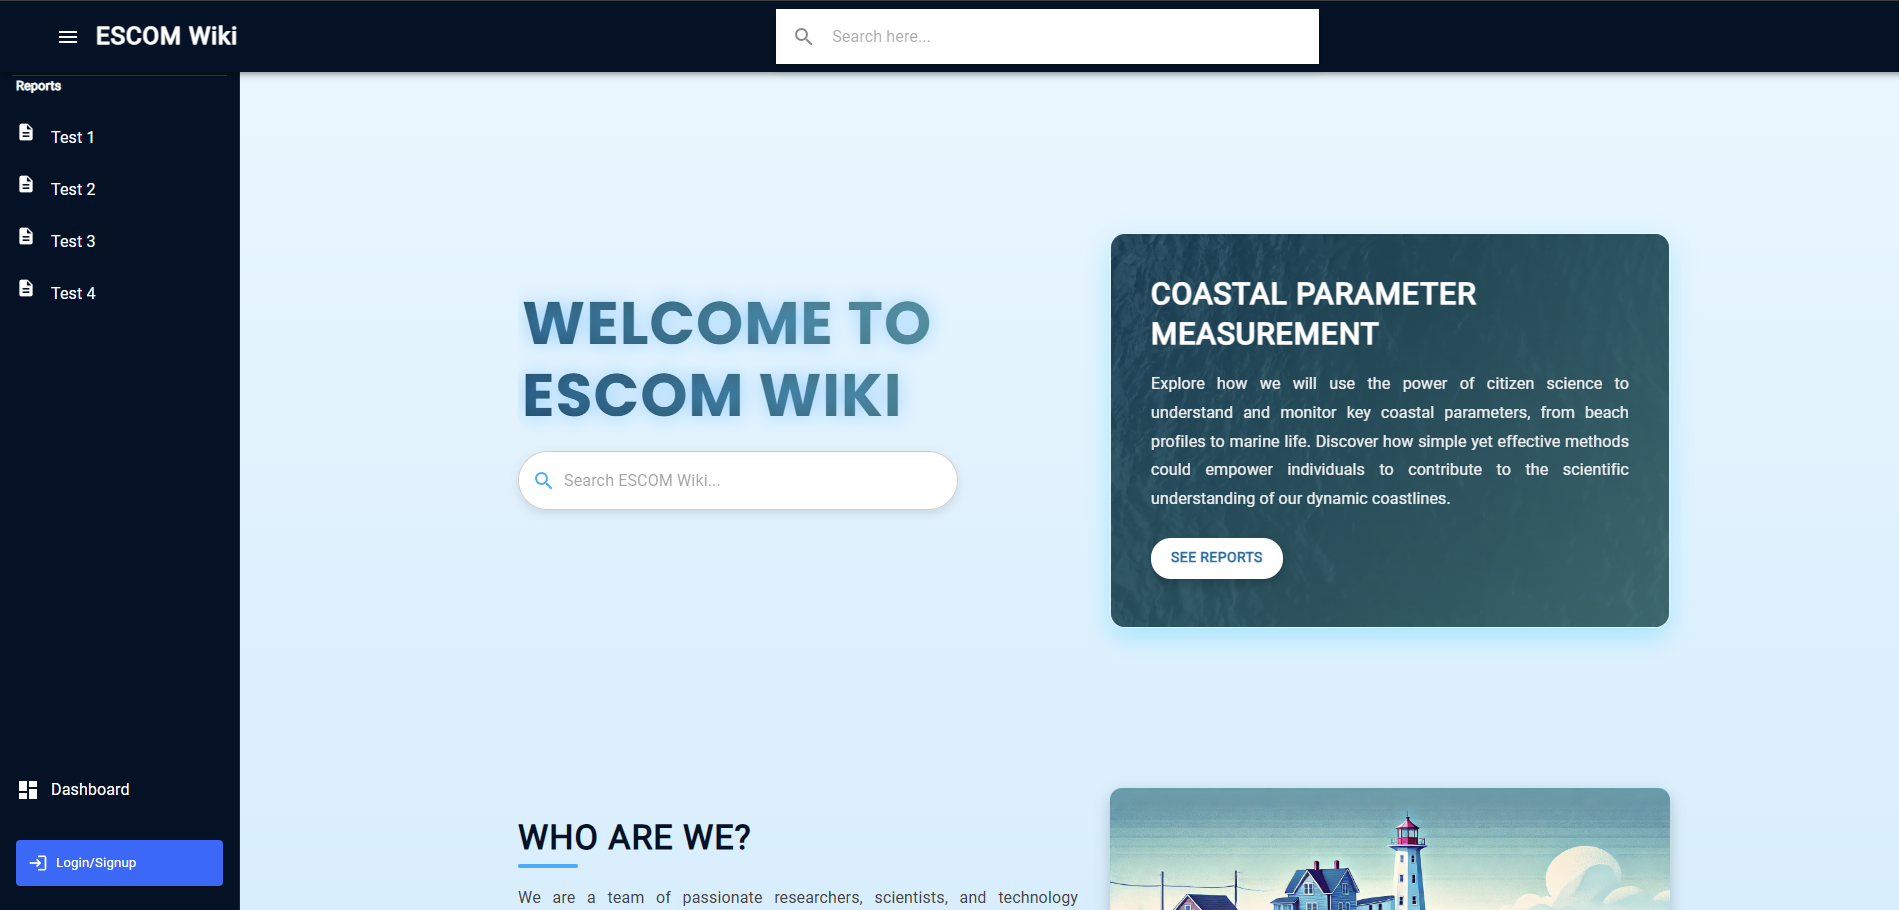 ESCOM Wiki
Search here...
Reports
Test 1
Test 2
Test 3
Test 4
Dashboard
Login/Signup
WELCOME TO
ESCOM WIKI
Search ESCOM Wiki...
COASTAL PARAMETER
MEASUREMENT
Explore how we will use the power of citizen science to
understand and monitor key coastal parameters, from beach
profiles to marine life. Discover how simple yet effective methods
could empower individuals to contribute to the scientific
understanding of our dynamic coastlines.
SEE REPORTS
WHO ARE WE?
We are a team of passionate researchers, scientists, and technology